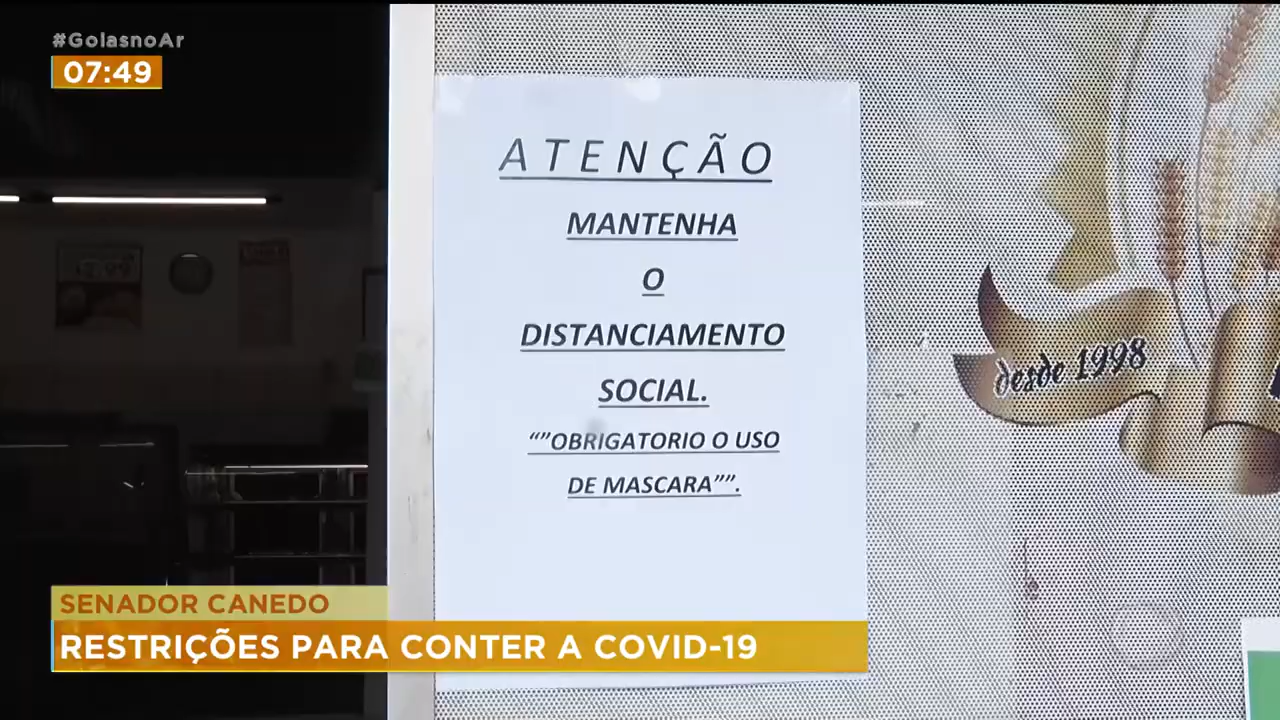 #GoiásnoAr
07:49
ATENÇÃO
MANTENHA
O
DISTANCIAMENTO
SOCIAL.
“”OBRIGATORIO O USO
DE MASCARA””.
desde 1998
SENADOR CANEDO
RESTRIÇÕES PARA CONTER A COVID-19